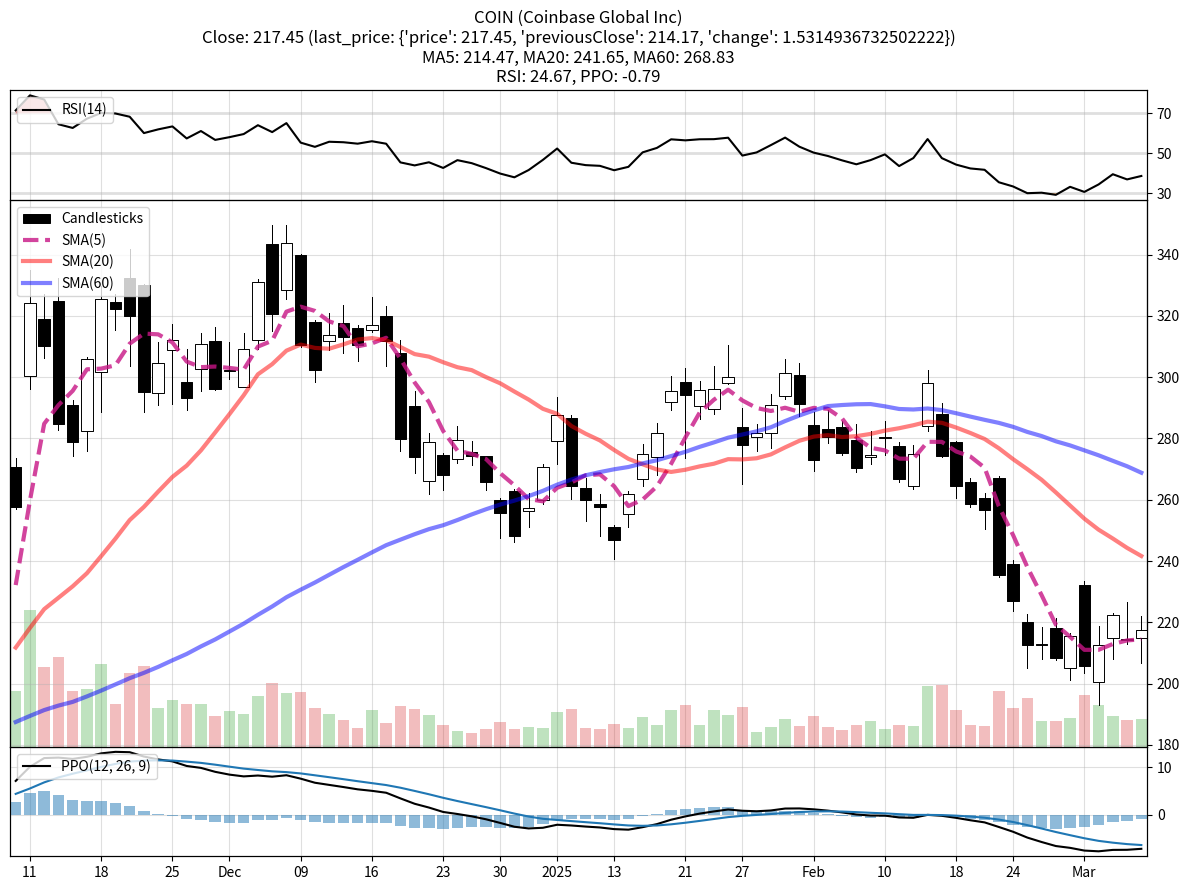 COIN (Coinbase Global Inc)
Close: 217.45 (last_price: {'price': 217.45, 'previousClose': 214.17, 'change': 1.5314936732502222})
MA5: 214.47, MA20: 241.65, MA60: 268.83
RSI: 24.67, PPO: -0.79
RSI(14)
70
50
30
Candlesticks
SMA(5)
SMA(20)
SMA(60)
340
320
300
280
260
240
220
200
180
PPO(12, 26, 9)
10
0
11 18 25 Dec 09 16 23 30 2025 13 21 27 Feb 10 18 24 Mar